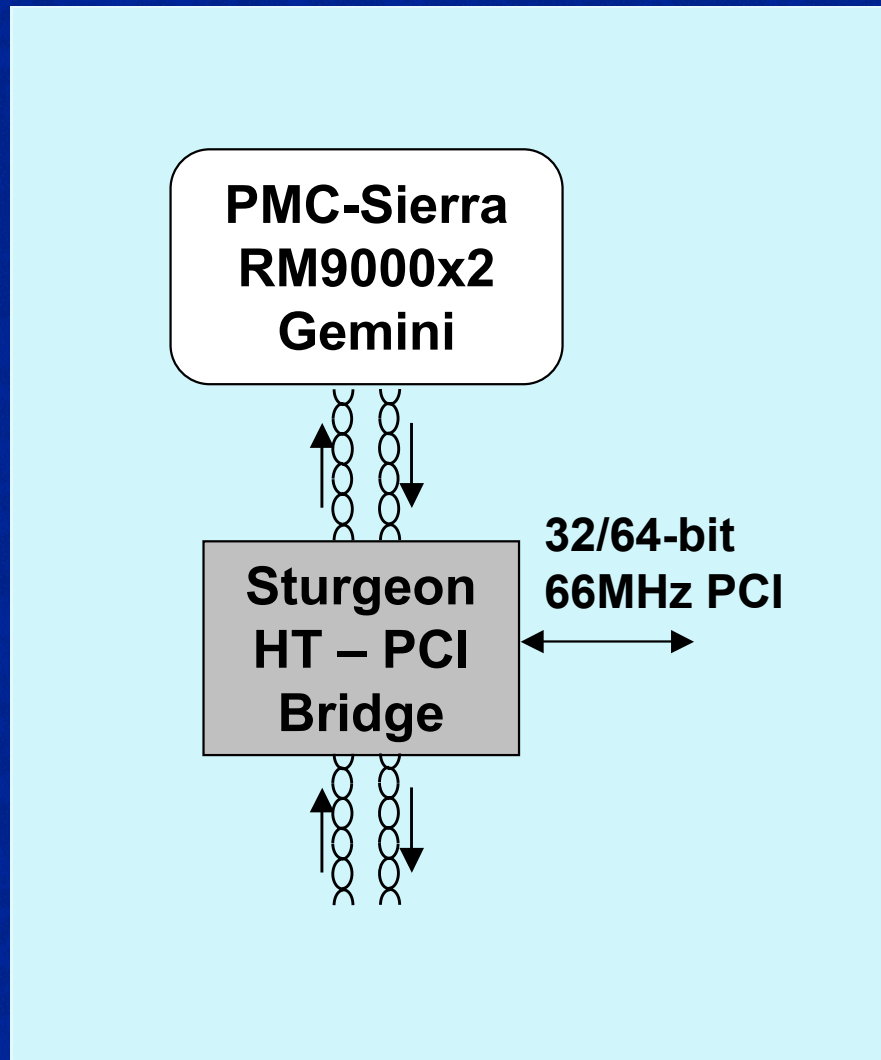 PMC-Sierra
RM9000x2
Gemini
32/64-bit
66MHz PCI
Sturgeon
HT – PCI
Bridge